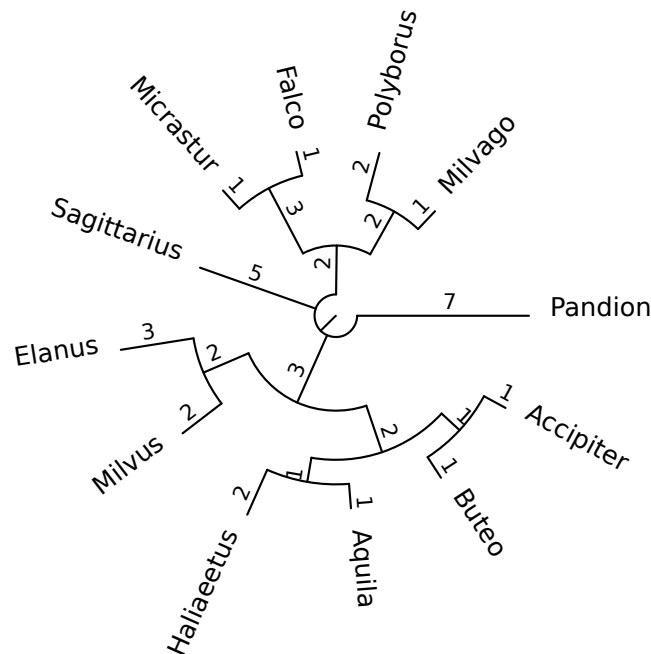 Polyborus
Falco
Micrastur
Milvago
1
2
1
1
3
2
Sagittarius
2
5
7
Pandion
3
2
Elanus
3
1
1
2
2
Accipiter
Milvus
1
1
2
1
Buteo
Haliaeetus
Aquila